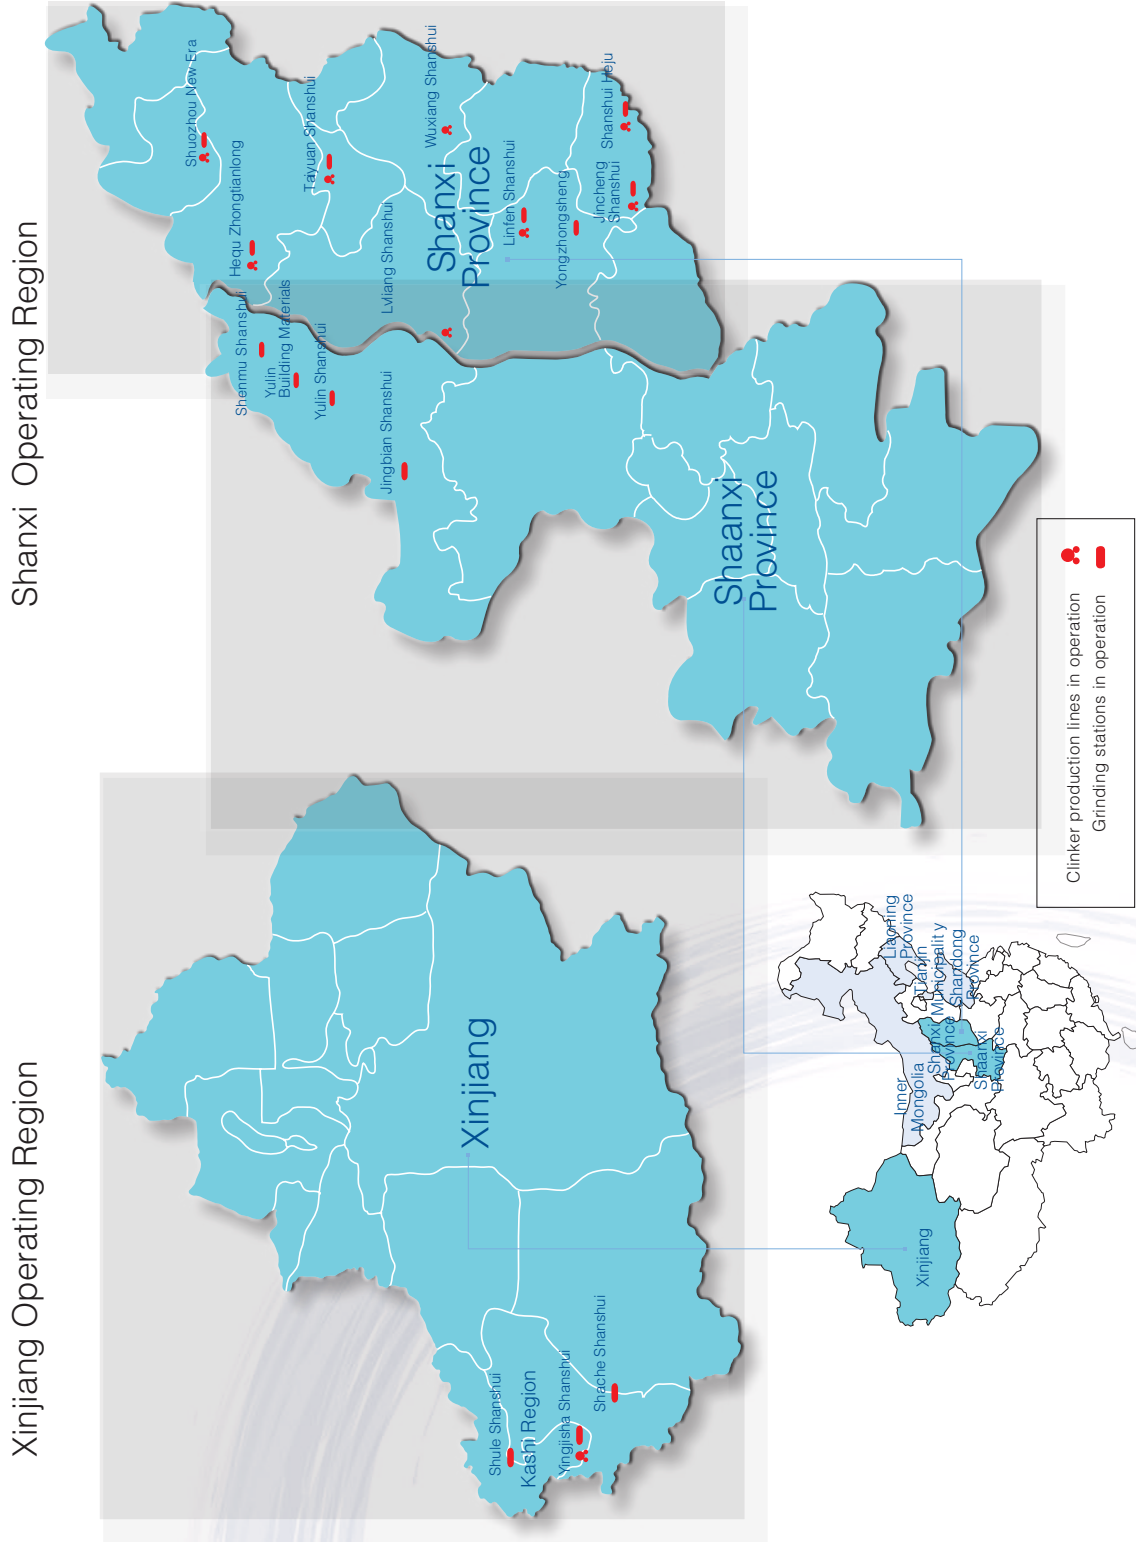 Xinjiang Operating Region
Shanxi Operating Region
Shule Shanshui
Kashi Region
Yingjisha Shanshui
Shache Shanshui
Xinjiang
Shuozhou New Era
Hequ Zhongtianlong
Taiyuan Shanshui
Lvliang Shanshui
Wuxiang Shanshui
Shanxi
Province
Linfen Shanshui
Yongzhongsheng
Jincheng
Shanshui
Shanshui Heju
Shenmu Shanshui
Yulin
Building Materials
Yulin Shanshui
Jingbian Shanshui
Shaanxi
Province
Xinjiang
Inner
Mongolia
Liaoning
Province
Tianjin
Municipality
Shandong
Province
Shanxi
Province
Shaanxi
Province
Clinker production lines in operation
Grinding stations in operation